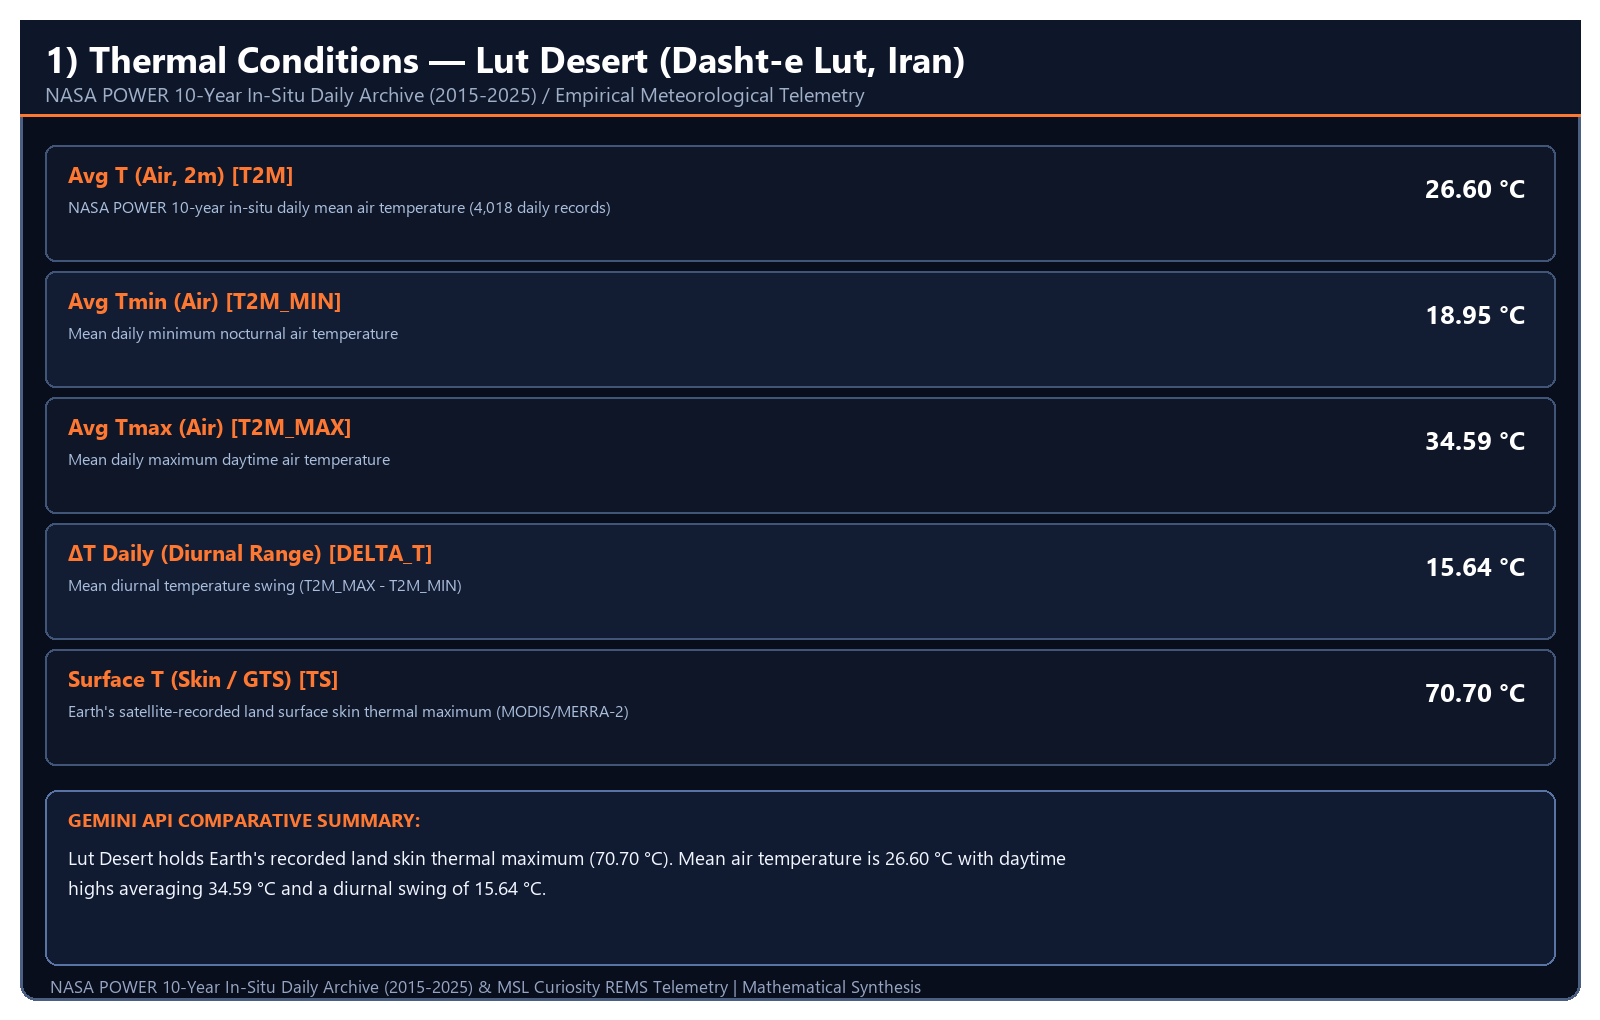 1) Thermal Conditions — Lut Desert (Dasht-e Lut, Iran)
NASA POWER 10-Year In-Situ Daily Archive (2015-2025) / Empirical Meteorological Telemetry
Avg T (Air, 2m) [T2M]
26.60 °C
NASA POWER 10-year in-situ daily mean air temperature (4,018 daily records)
Avg Tmin (Air) [T2M_MIN]
18.95 °C
Mean daily minimum nocturnal air temperature
Avg Tmax (Air) [T2M_MAX]
34.59 °C
Mean daily maximum daytime air temperature
ΔT Daily (Diurnal Range) [DELTA_T]
15.64 °C
Mean diurnal temperature swing (T2M_MAX - T2M_MIN)
Surface T (Skin / GTS) [TS]
70.70 °C
Earth's satellite-recorded land surface skin thermal maximum (MODIS/MERRA-2)
GEMINI API COMPARATIVE SUMMARY:
Lut Desert holds Earth's recorded land skin thermal maximum (70.70 °C). Mean air temperature is 26.60 °C with daytime
highs averaging 34.59 °C and a diurnal swing of 15.64 °C.
NASA POWER 10-Year In-Situ Daily Archive (2015-2025) & MSL Curiosity REMS Telemetry | Mathematical Synthesis